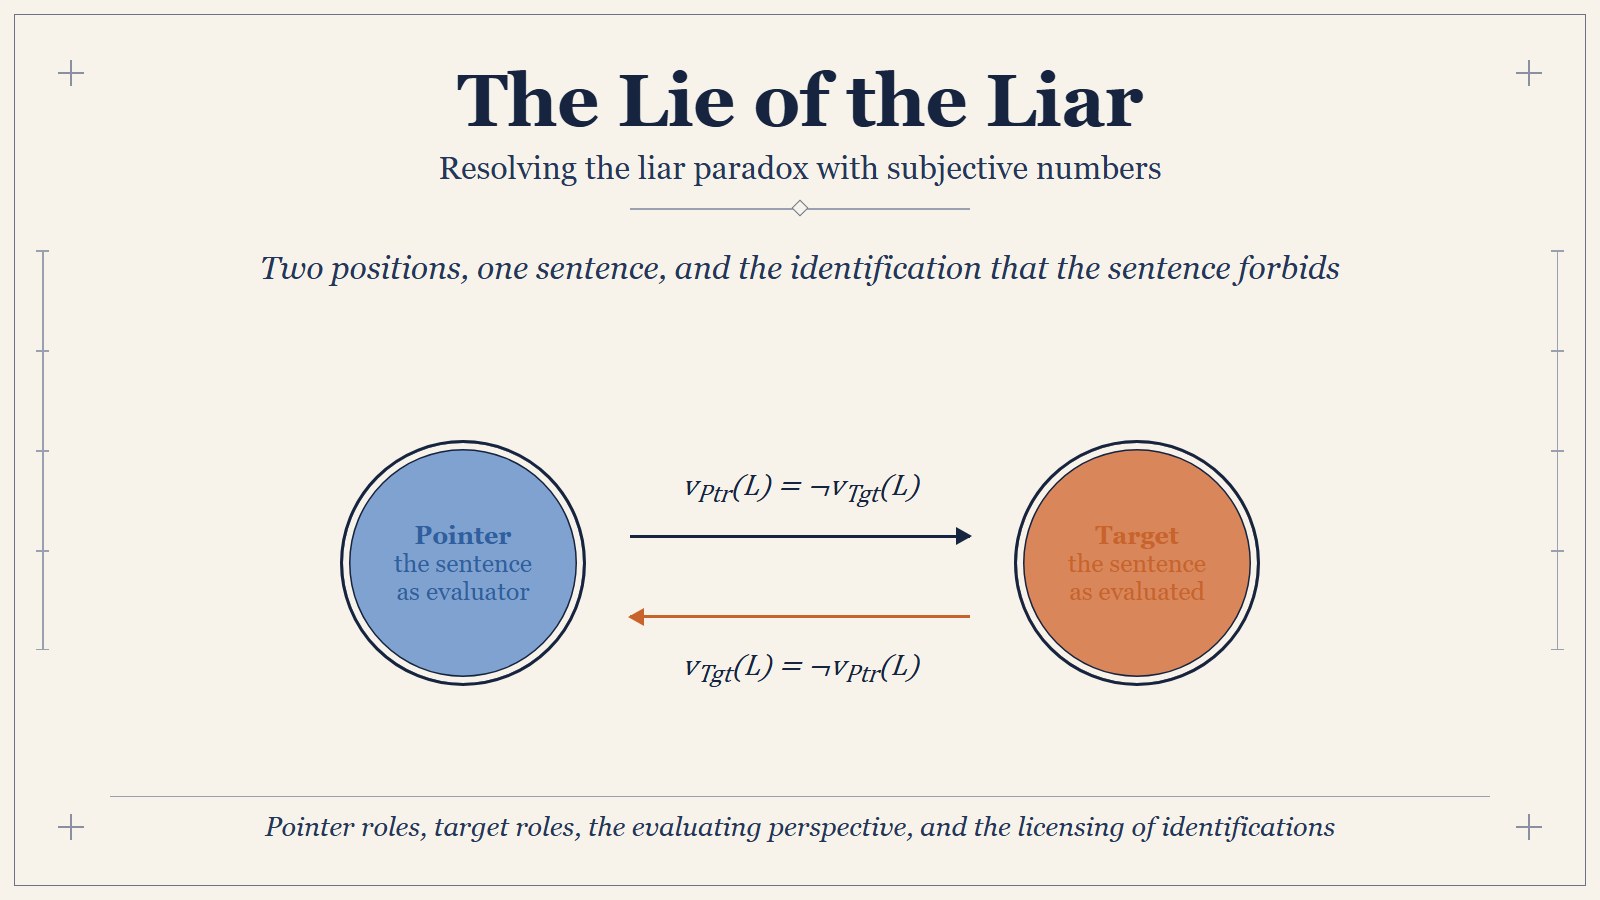 The Lie of the Liar
Resolving the liar paradox with subjective numbers
Two positions, one sentence, and the identification that the sentence forbids
v_Ptr(L) = ¬v_Tgt(L)
Pointer
the sentence
as evaluator
Target
the sentence
as evaluated
v_Tgt(L) = ¬v_Ptr(L)
Pointer roles, target roles, the evaluating perspective, and the licensing of identifications